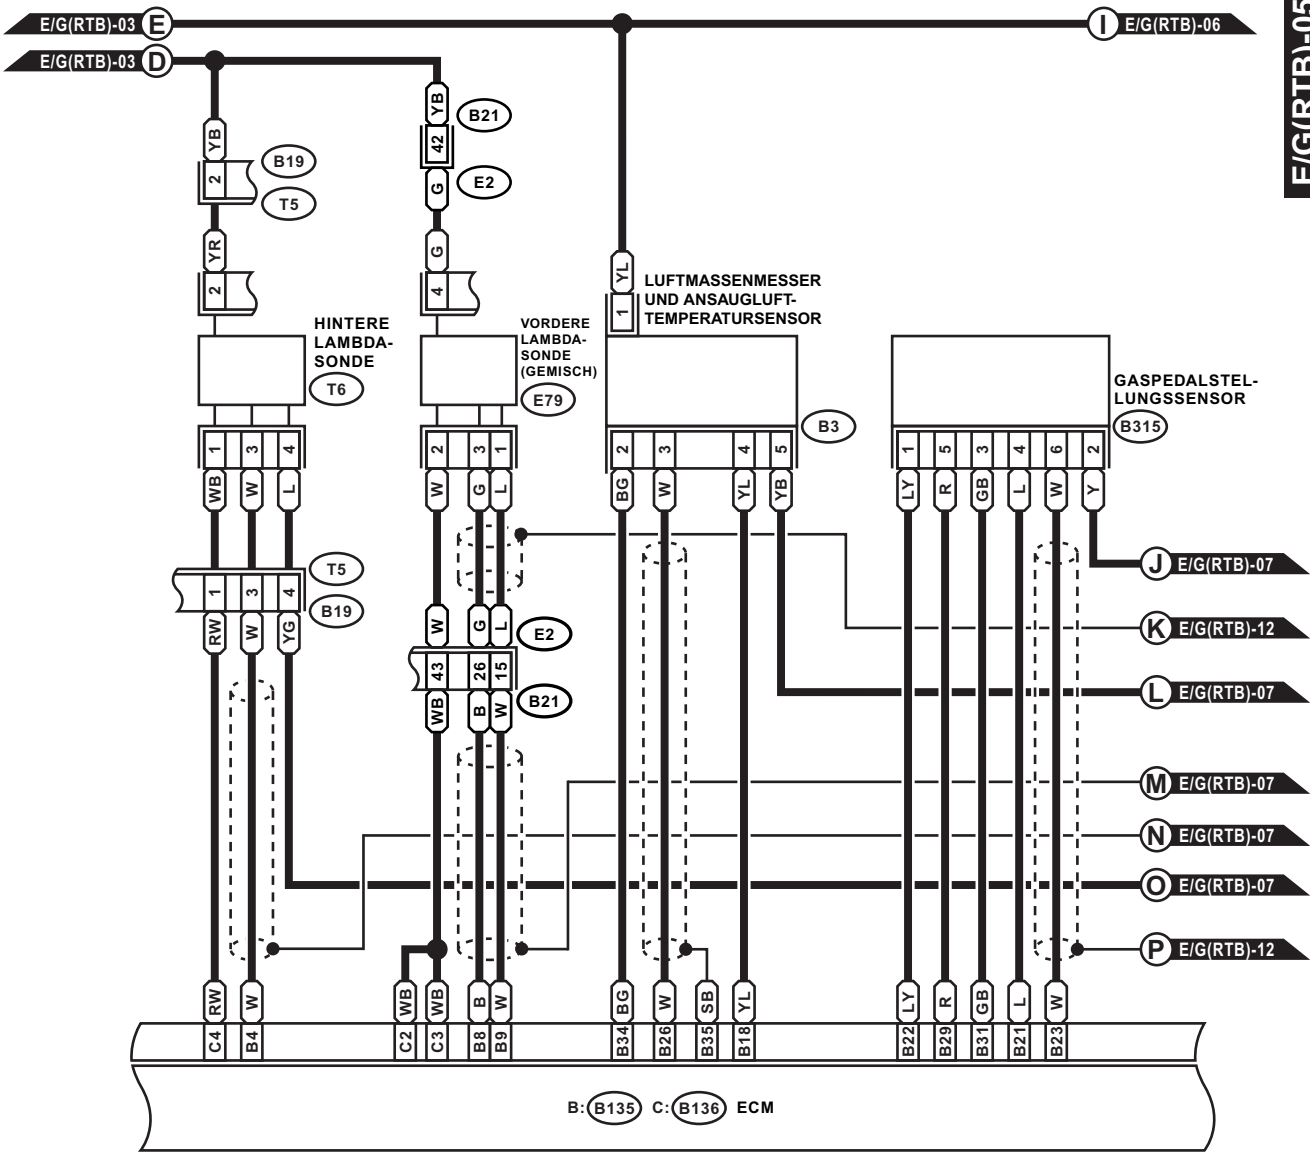 E/G(RTB)-03 E
I E/G(RTB)-06
E/G(RTB)-05
E/G(RTB)-03 D
YB
42
B21
G
E2
YB
2
B19
T5
YR
2
G
4
YL
1
LUFTMASSENMESSER
UND ANSAUGLUFT-
TEMPERATURSENSOR
HINTERE
LAMBDA-
SONDE
T6
VORDERE
LAMBDA-
SONDE
(GEMISCH)
E79
B3
GASPEDALSTEL-
LUNGSSENSOR
B315
1 3 4
2 3 1
2 3 4 5
1 5 3 4 6 2
WB W L
W G L
BG W YL YB
LY R GB L W Y
T5
1 3 4
B19
RW W YG
W G L
E2
43 26 15
B21
WB B W
J E/G(RTB)-07
K E/G(RTB)-12
L E/G(RTB)-07
M E/G(RTB)-07
N E/G(RTB)-07
O E/G(RTB)-07
P E/G(RTB)-12
RW W WB WB B W BG W SB YL LY R GB L W
C4 B4 C2 C3 B8 B9 B34 B26 B35 B18 B22 B29 B31 B21 B23
B: B135 C: B136 ECM